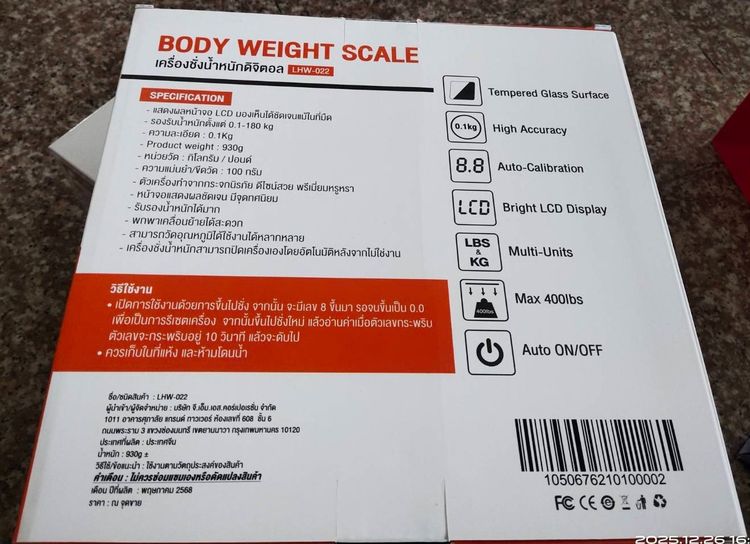 BODY WEIGHT SCALE
เครื่องชั่งน้ำหนักดิจิตอล LHW-022
SPECIFICATION
- แสดงผลหน้าจอ LCD มองเห็นได้ชัดเจนแม้ในที่มืด
- รองรับน้ำหนักตั้งแต่ 0.1-180 kg
- ความละเอียด : 0.1Kg
- Product weight : 930g
- หน่วยวัด : กิโลกรัม / ปอนด์
- ความแม่นยำ/ขีดวัด : 100 กรัม
- ตัวเครื่องทำจากกระจกนิรภัย ดีไซน์สวย พรีเมี่ยมหรูหรา
- หน้าจอแสดงผลชัดเจน มีจุดทศนิยม
- รับรองน้ำหนักได้มาก
- พกพาเคลื่อนย้ายได้สะดวก
- สามารถวัดอุณหภูมิได้ใช้งานได้หลากหลาย
- เครื่องชั่งน้ำหนักสามารถปิดเครื่องเองโดยอัตโนมัติหลังจากไม่ใช่งาน
Tempered Glass Surface
0.1kg High Accuracy
8.8 Auto-Calibration
LCD Bright LCD Display
LBS & KG Multi-Units
400lbs Max 400lbs
Auto ON/OFF
วิธีใช้งาน
• เปิดการใช้งานด้วยการขึ้นไปชั่ง จากนั้น จะมีเลข 8 ขึ้นมา รอจนขึ้นเป็น 0.0
เพื่อเป็นการรีเซตเครื่อง จากนั้นขึ้นไปชั่งใหม่ แล้วอ่านค่าเมื่อตัวเลขกระพริบ
ตัวเลขจะกระพริบอยู่ 10 วินาที แล้วจะดับไป
• ควรเก็บในที่แห้ง และห้ามโดนน้ำ
ชื่อ/ชนิดสินค้า : LHW-022
ผู้นำเข้า/ผู้จัดจำหน่าย : บริษัท จี.เอ็ม.เอส.คอร์เปอเรชั่น จำกัด
1011 อาคารศุภาลัย แกรนด์ ทาวเวอร์ ห้องเลขที่ 608 ชั้น 6
ถนนพระราม 3 แขวงช่องนนทรี เขตยานนาวา กรุงเทพมหานคร 10120
ประเทศที่ผลิต : ประเทศจีน
น้ำหนัก : 930g ±
วิธีใช้/ข้อแนะนำ : ใช้งานตามวัตถุประสงค์ของสินค้า
คำเตือน : ไม่ควรซ่อมแซมเองหรือดัดแปลงสินค้า
เดือน ปีที่ผลิต : พฤษภาคม 2568
ราคา : ณ จุดขาย
1050676210100002
FC CE
2025.12.26 16